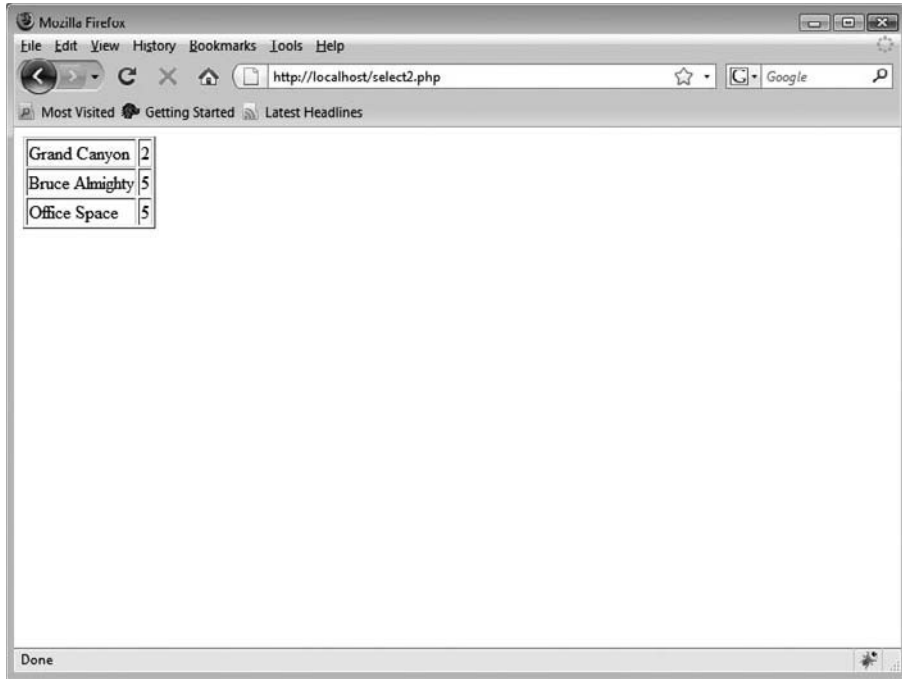 Mozilla Firefox
File Edit View History Bookmarks Tools Help
http://localhost/select2.php
G Google
Most Visited Getting Started Latest Headlines
Grand Canyon 2
Bruce Almighty 5
Office Space 5
Done